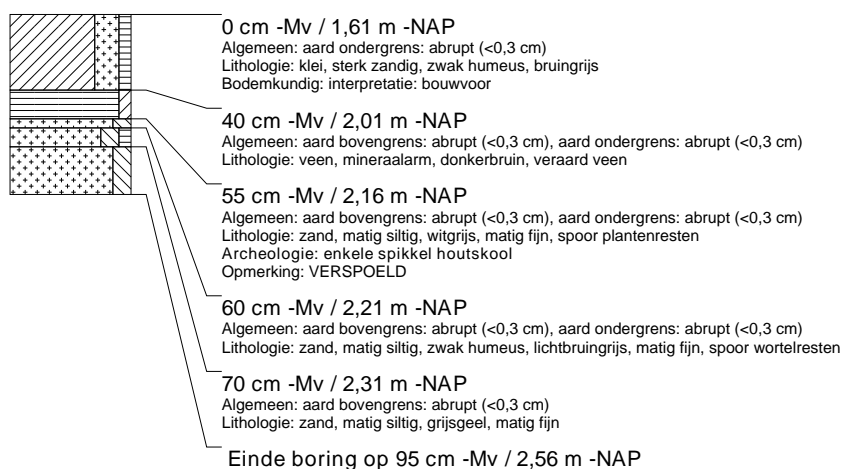 0 cm -Mv / 1,61 m -NAP
Algemeen: aard ondergrens: abrupt (<0,3 cm)
Lithologie: klei, sterk zandig, zwak humeus, bruingrijs
Bodemkundig: interpretatie: bouwvoor
40 cm -Mv / 2,01 m -NAP
Algemeen: aard bovengrens: abrupt (<0,3 cm), aard ondergrens: abrupt (<0,3 cm)
Lithologie: veen, mineraalarm, donkerbruin, veraard veen
55 cm -Mv / 2,16 m -NAP
Algemeen: aard bovengrens: abrupt (<0,3 cm), aard ondergrens: abrupt (<0,3 cm)
Lithologie: zand, matig siltig, witgrijs, matig fijn, spoor plantenresten
Archeologie: enkele spikkel houtskool
Opmerking: VERSPOELD
60 cm -Mv / 2,21 m -NAP
Algemeen: aard bovengrens: abrupt (<0,3 cm), aard ondergrens: abrupt (<0,3 cm)
Lithologie: zand, matig siltig, zwak humeus, lichtbruingrijs, matig fijn, spoor wortelresten
70 cm -Mv / 2,31 m -NAP
Algemeen: aard bovengrens: abrupt (<0,3 cm)
Lithologie: zand, matig siltig, grijsgeel, matig fijn
Einde boring op 95 cm -Mv / 2,56 m -NAP